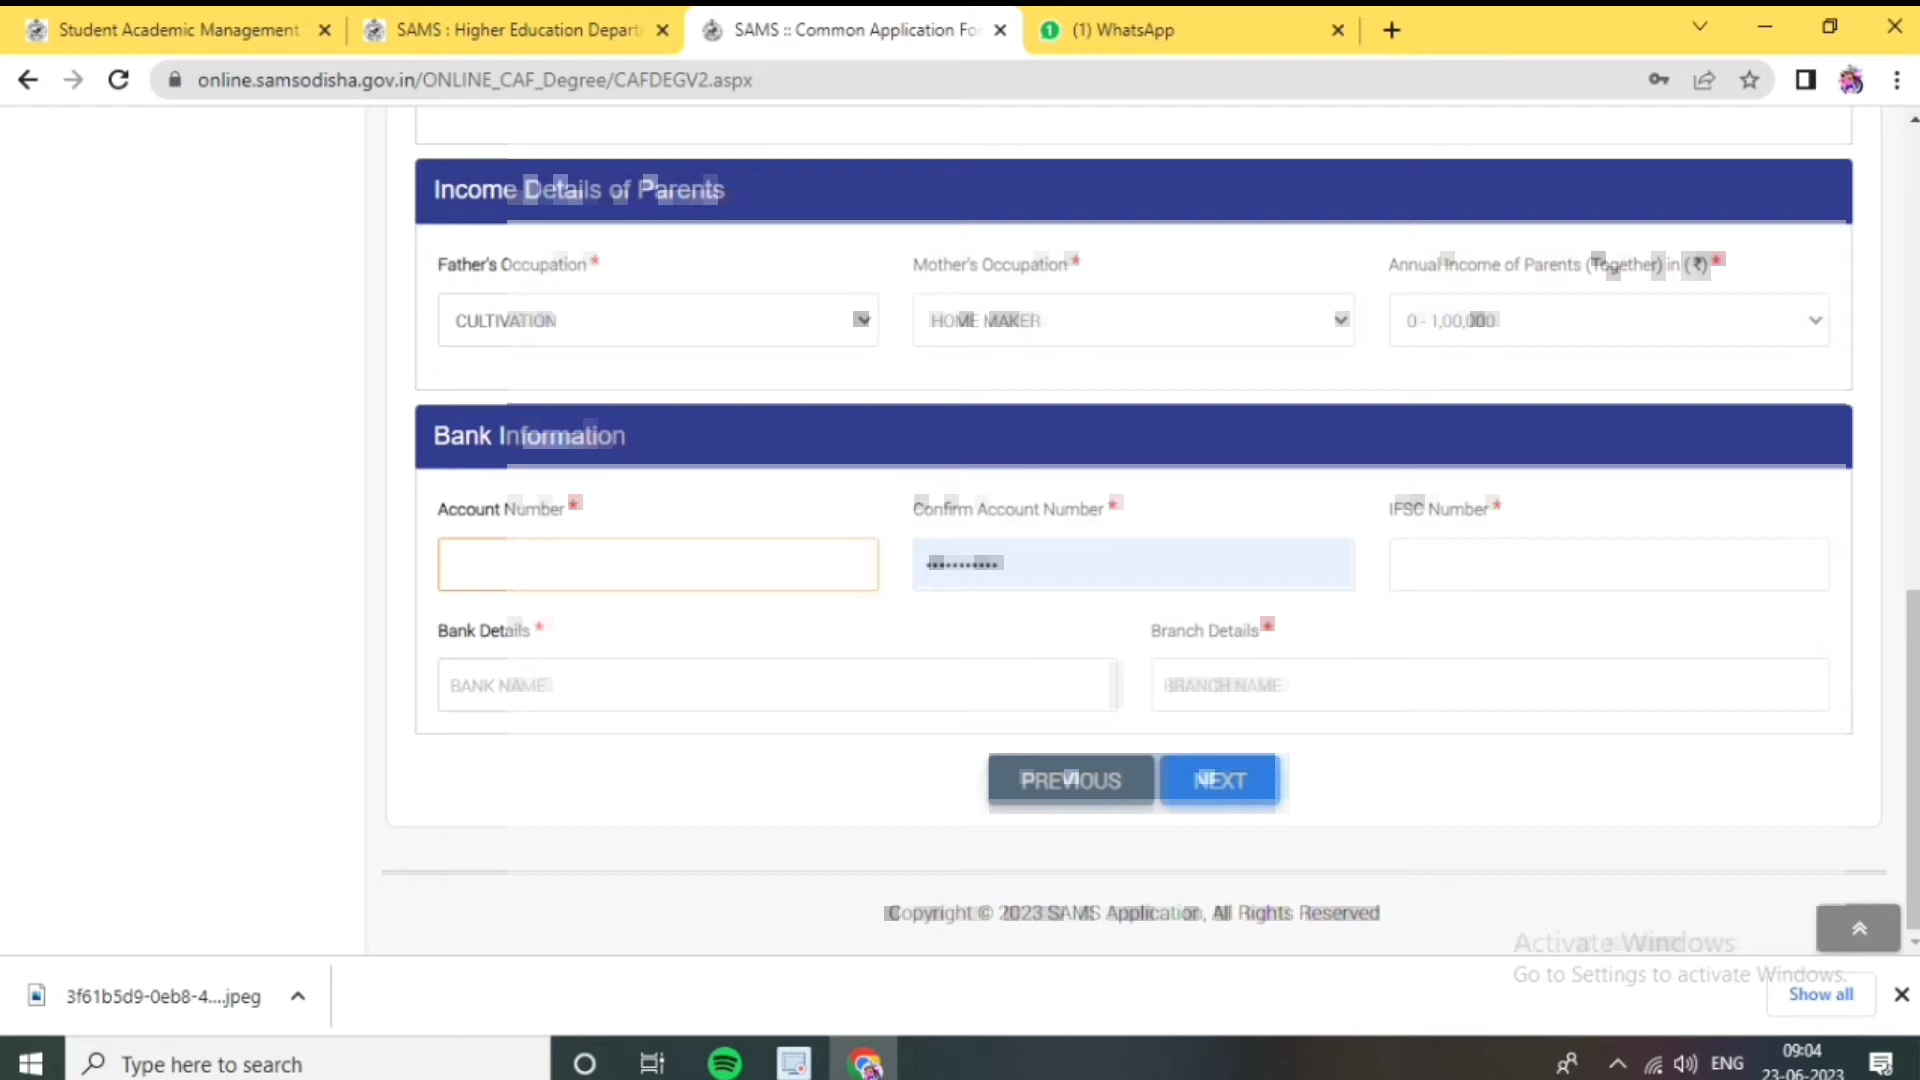 Student Academic Management
SAMS : Higher Education Depart
SAMS :: Common Application For
(1) WhatsApp
online.samsodisha.gov.in/ONLINE_CAF_Degree/CAFDEGV2.aspx
Income Details of Parents
Father's Occupation *
Mother's Occupation *
Annual Income of Parents (Together) in (₹) *
CULTIVATION
HOME MAKER
0 - 1,00,000
Bank Information
Account Number *
Confirm Account Number *
IFSC Number *
Bank Details *
Branch Details *
BANK NAME
BRANCH NAME
PREVIOUS
NEXT
Copyright © 2023 SAMS Application, All Rights Reserved
Activate Windows
Go to Settings to activate Windows.
3f61b5d9-0eb8-4....jpeg
Show all
Type here to search
ENG
09:04
23-06-2023